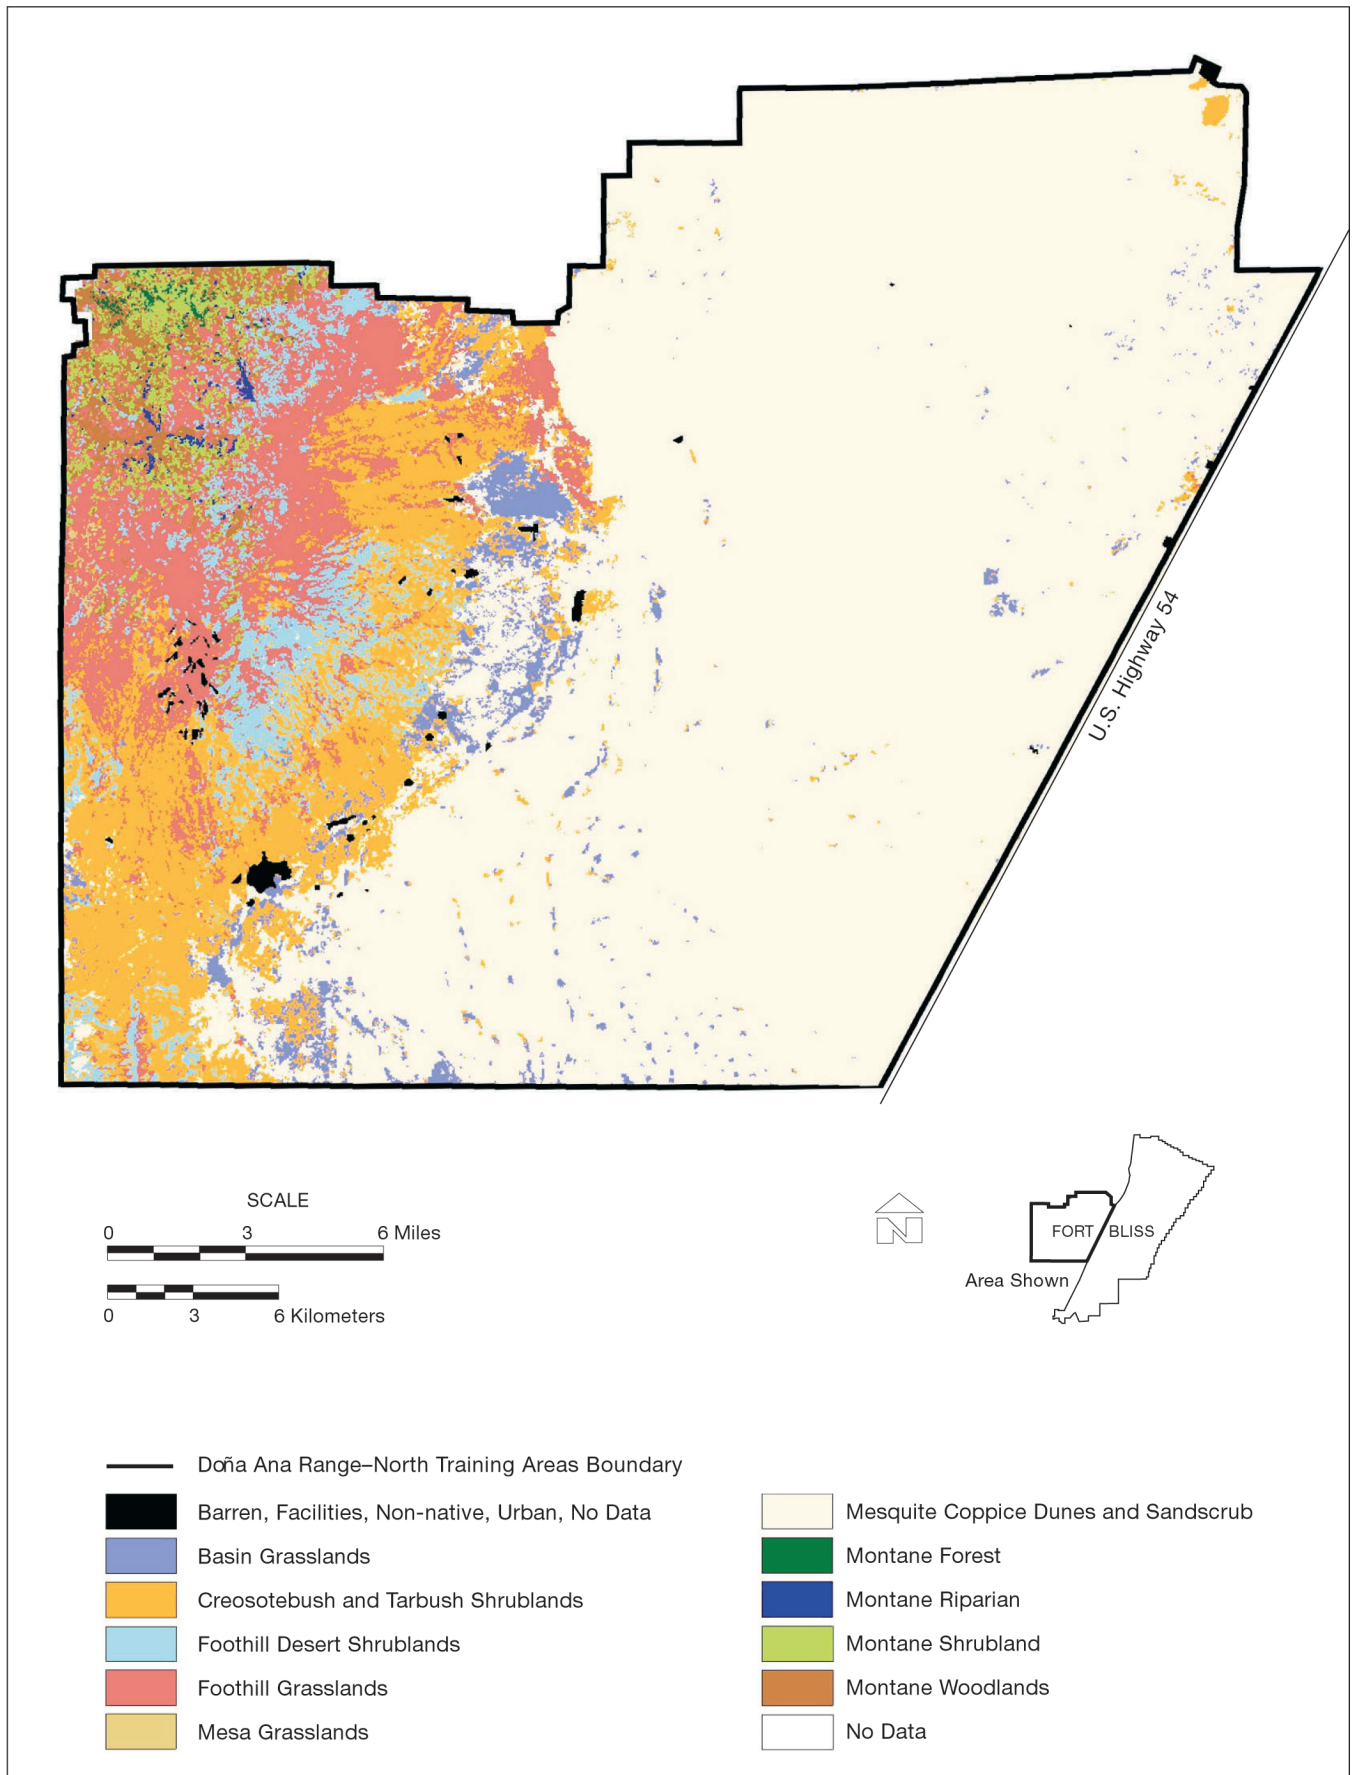 U.S. Highway 54
SCALE
0 3 6 Miles
0 3 6 Kilometers
N
FORT BLISS
Area Shown
Doña Ana Range–North Training Areas Boundary
Barren, Facilities, Non-native, Urban, No Data
Basin Grasslands
Creosotebush and Tarbush Shrublands
Foothill Desert Shrublands
Foothill Grasslands
Mesa Grasslands
Mesquite Coppice Dunes and Sandscrub
Montane Forest
Montane Riparian
Montane Shrubland
Montane Woodlands
No Data